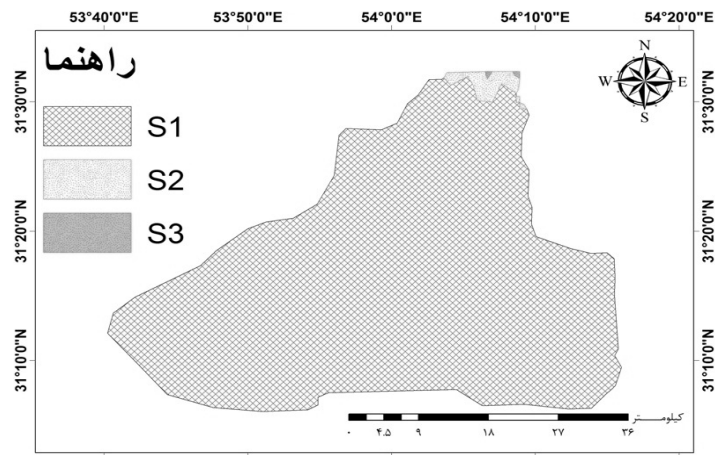 53°40'0"E 53°50'0"E 54°0'0"E 54°10'0"E 54°20'0"E
راهنما
S1
S2
S3
N
W E
S
31°30'0"N 31°30'0"N
31°20'0"N 31°20'0"N
31°10'0"N 31°10'0"N
کیلومتر
۰ ۴.۵ ۹ ۱۸ ۲۷ ۳۶